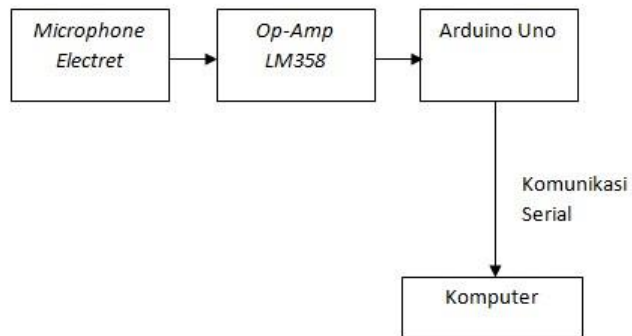 Microphone
Electret
Op-Amp
LM358
Arduino Uno
Komunikasi
Serial
Komputer